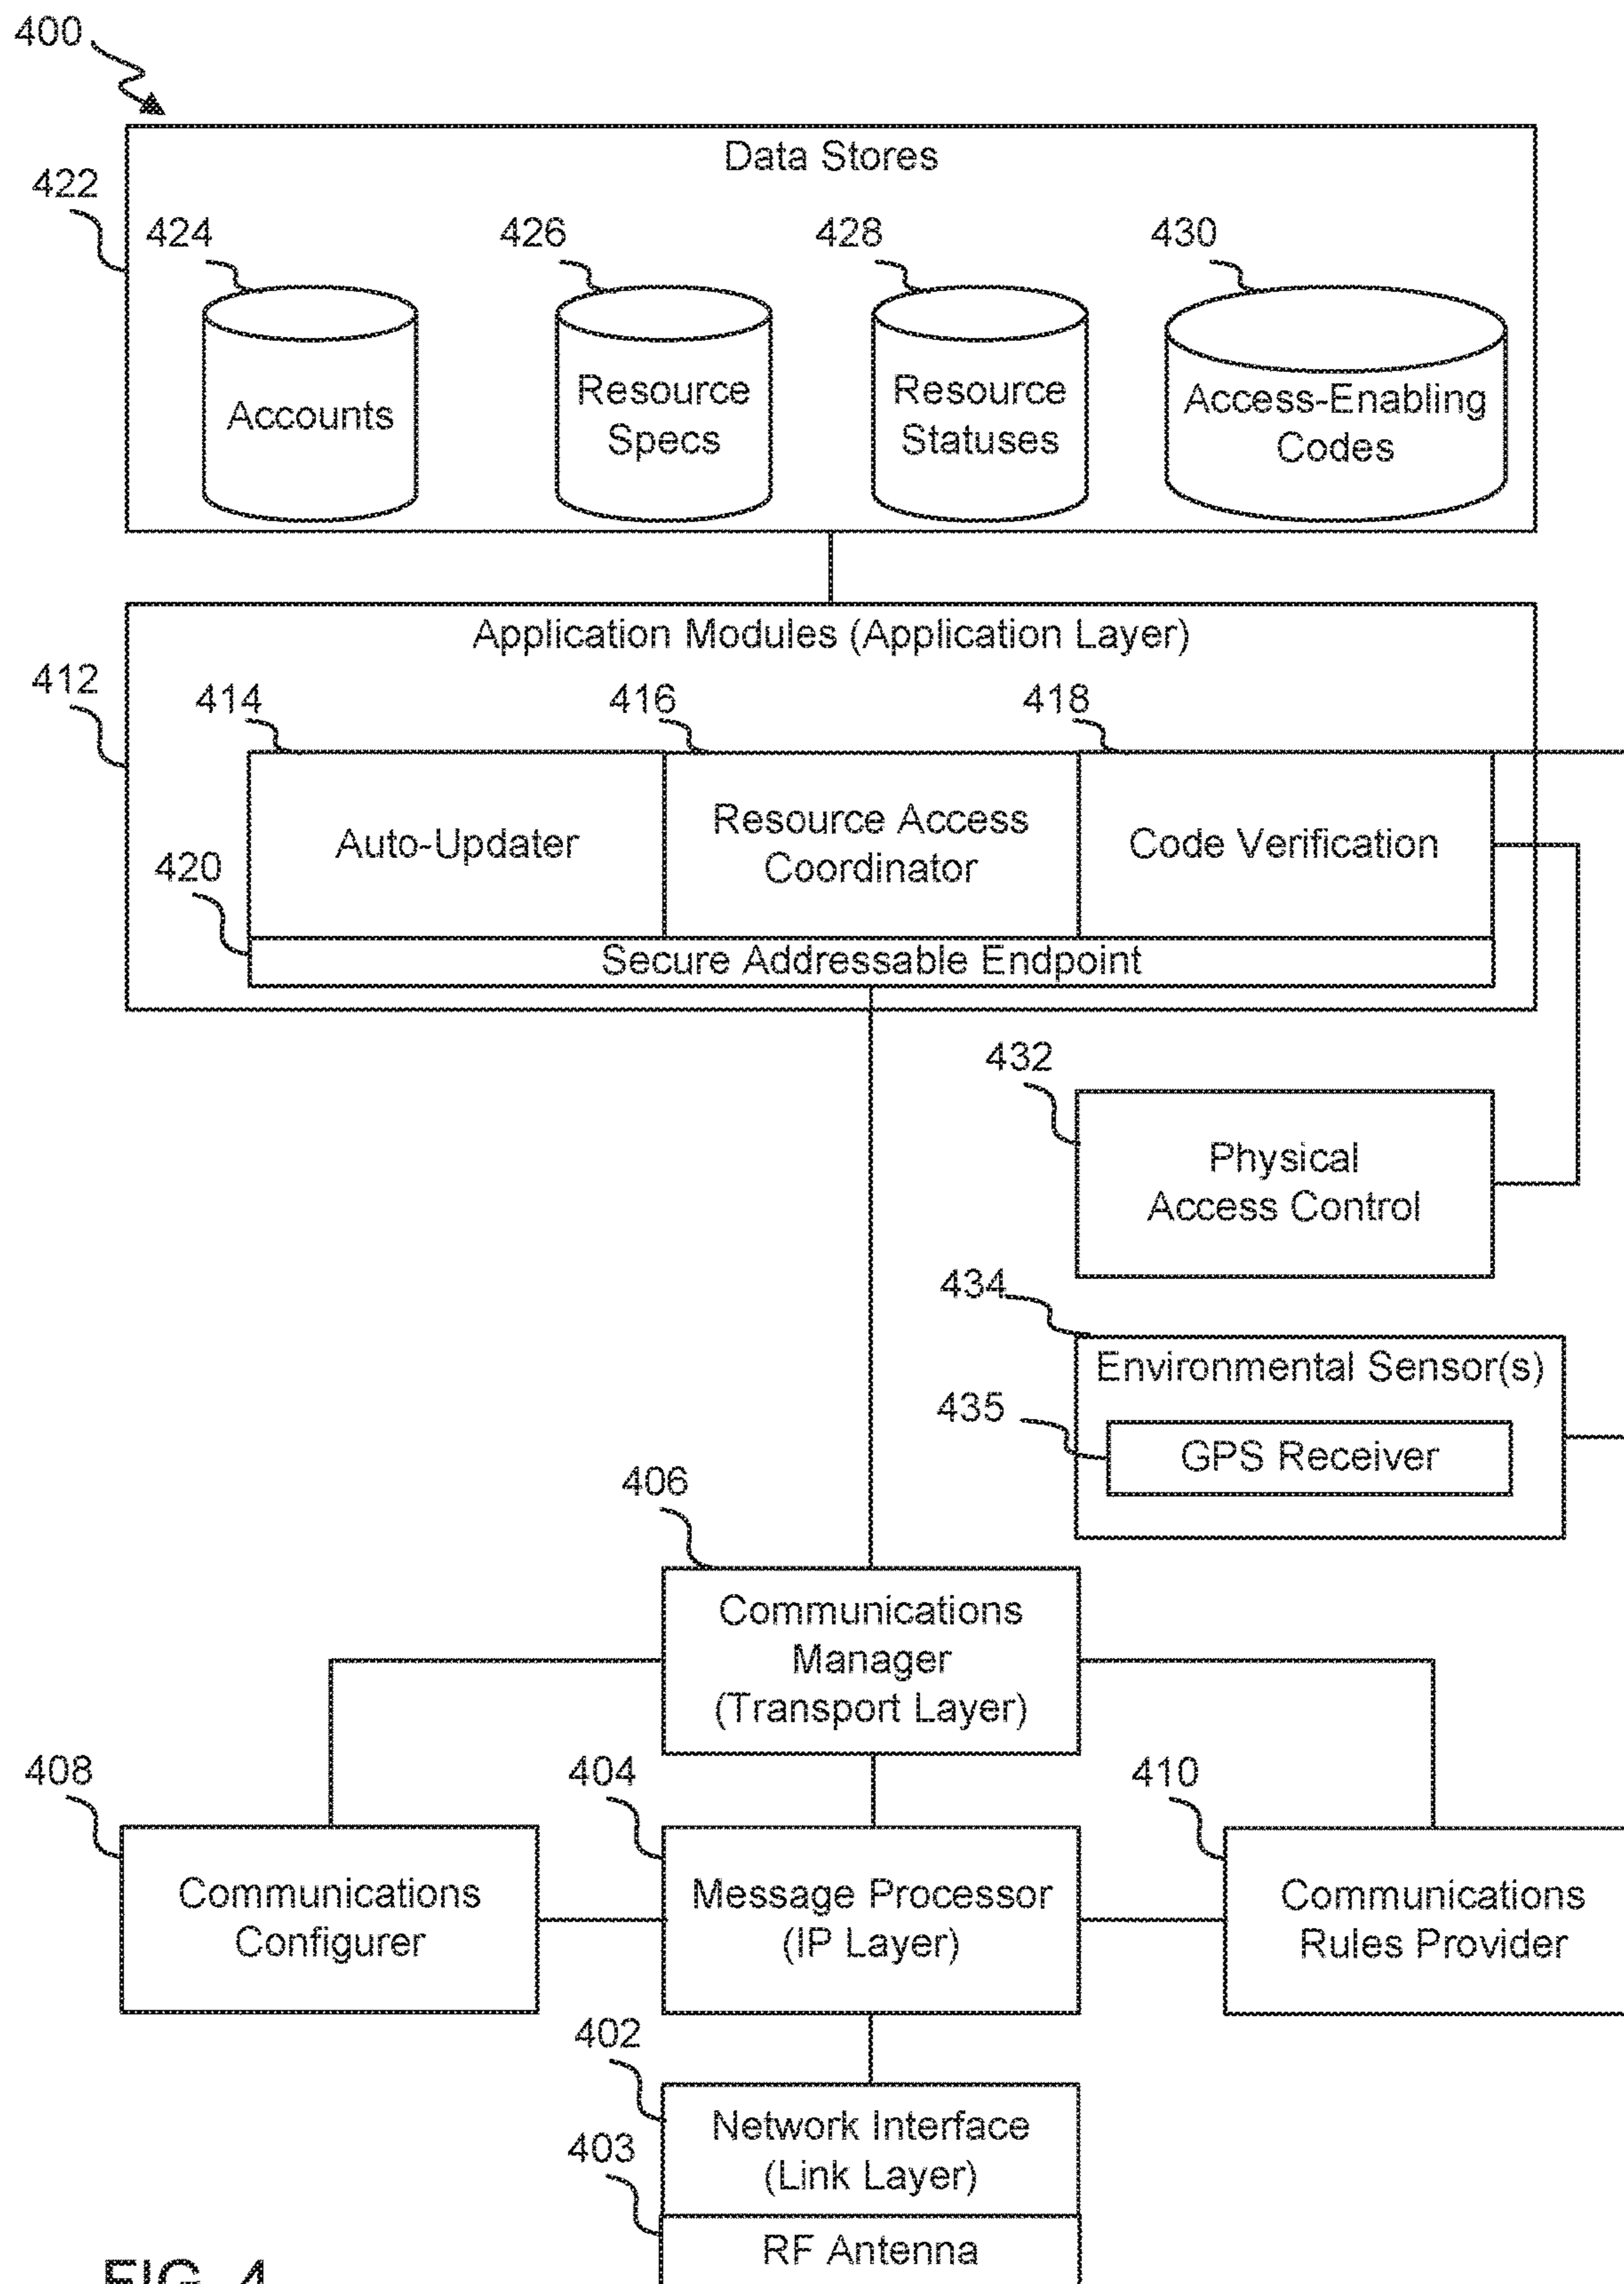 400
Data Stores
422
424
426
428
430
Accounts
Resource
Specs
Resource
Statuses
Access-Enabling
Codes
Application Modules (Application Layer)
412
414
416
418
Auto-Updater
Resource Access
Coordinator
Code Verification
420
Secure Addressable Endpoint
432
Physical
Access Control
434
Environmental Sensor(s)
435
GPS Receiver
406
Communications
Manager
(Transport Layer)
408
404
410
Communications
Configurer
Message Processor
(IP Layer)
Communications
Rules Provider
402
Network Interface
(Link Layer)
403
RF Antenna
FIG. 4